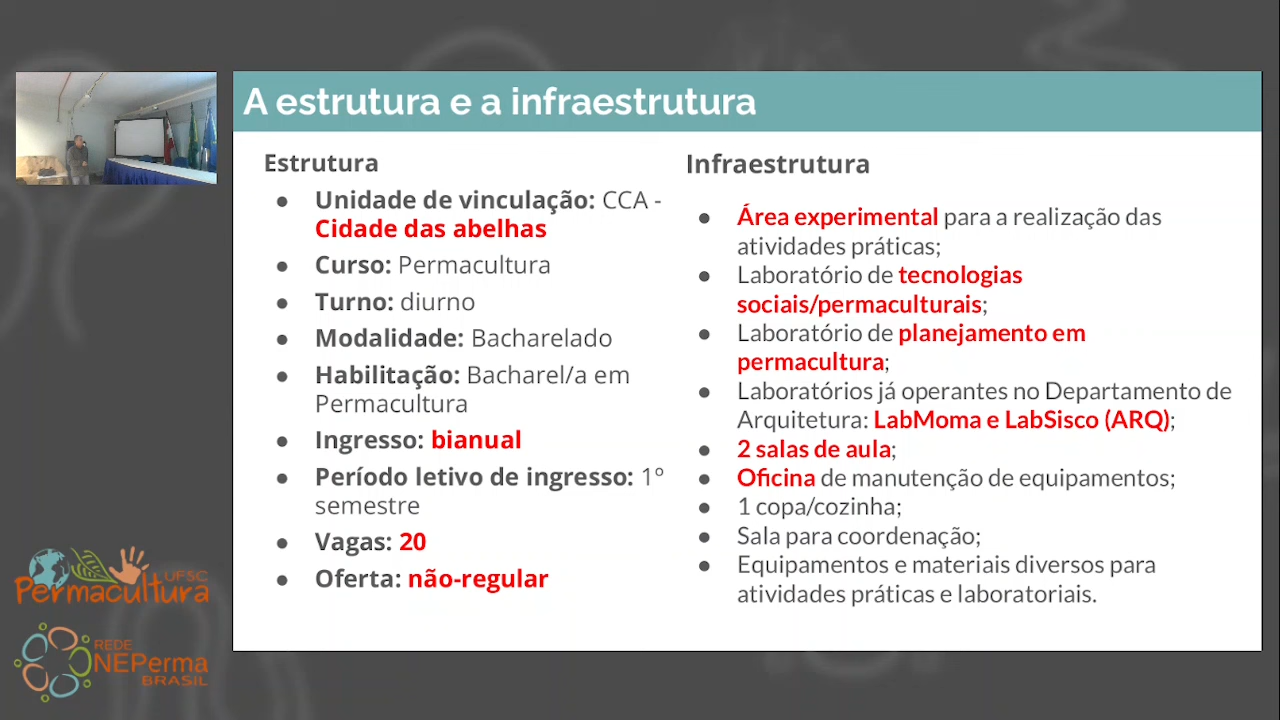 A estrutura e a infraestrutura
Estrutura
● Unidade de vinculação: CCA -
Cidade das abelhas
● Curso: Permacultura
● Turno: diurno
● Modalidade: Bacharelado
● Habilitação: Bacharel/a em
Permacultura
● Ingresso: bianual
● Período letivo de ingresso: 1º
semestre
● Vagas: 20
● Oferta: não-regular
Infraestrutura
● Área experimental para a realização das
atividades práticas;
● Laboratório de tecnologias
sociais/permaculturais;
● Laboratório de planejamento em
permacultura;
● Laboratórios já operantes no Departamento de
Arquitetura: LabMoma e LabSisco (ARQ);
● 2 salas de aula;
● Oficina de manutenção de equipamentos;
● 1 copa/cozinha;
● Sala para coordenação;
● Equipamentos e materiais diversos para
atividades práticas e laboratoriais.
UFSC
Permacultura
REDE
NEPerma
BRASIL